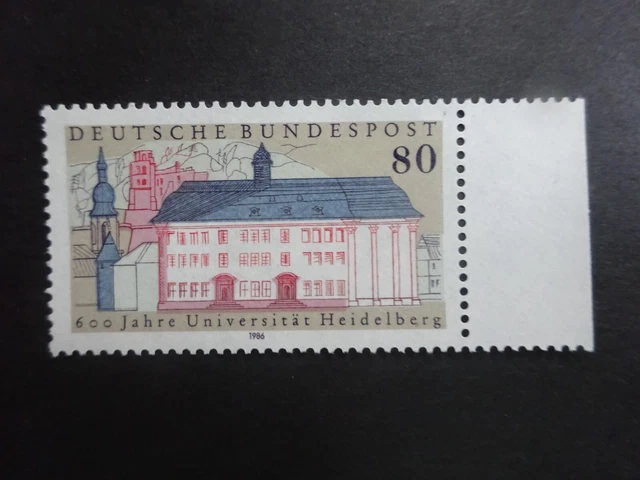 DEUTSCHE BUNDESPOST
80
600 Jahre Universität Heidelberg
1986